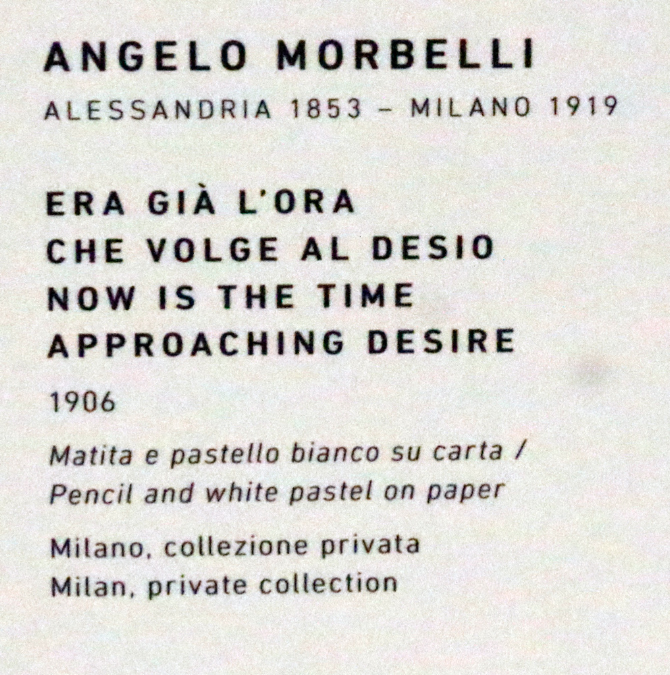 ANGELO MORBELLI
ALESSANDRIA 1853 – MILANO 1919
ERA GIÀ L'ORA
CHE VOLGE AL DESIO
NOW IS THE TIME
APPROACHING DESIRE
1906
Matita e pastello bianco su carta /
Pencil and white pastel on paper
Milano, collezione privata
Milan, private collection